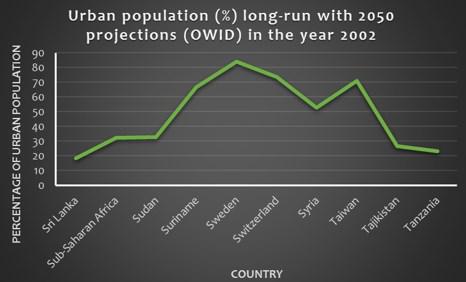 Urban population (%) long-run with 2050
projections (OWID) in the year 2002
PERCENTAGE OF URBAN POPULATION
90
80
70
60
50
40
30
20
10
0
Sri Lanka
Sub-Saharan Africa
Sudan
Suriname
Sweden
Switzerland
Syria
Taiwan
Tajikistan
Tanzania
COUNTRY